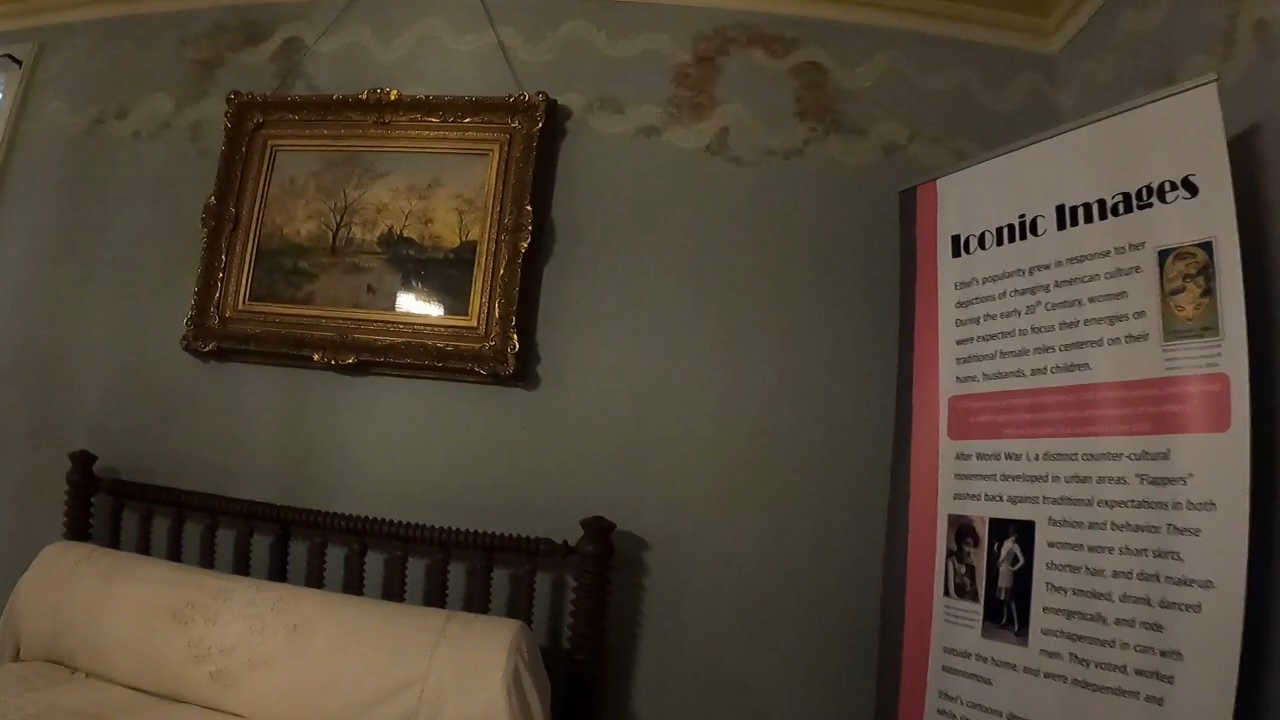 Iconic Images
Ethel's popularity grew in response to her
depictions of changing American culture.
During the early 20th Century, women
were expected to focus their energies on
traditional female roles centered on their
home, husbands, and children.
After World War I, a distinct counter-cultural
movement developed in urban areas. "Flappers"
pushed back against traditional expectations in both
fashion and behavior. These
women wore short skirts,
shorter hair, and dark makeup.
They smoked, drank, danced
energetically, and rode
unchaperoned in cars with
men. They voted, worked
outside the home, and were independent and
autonomous.
Ethel's cartoons